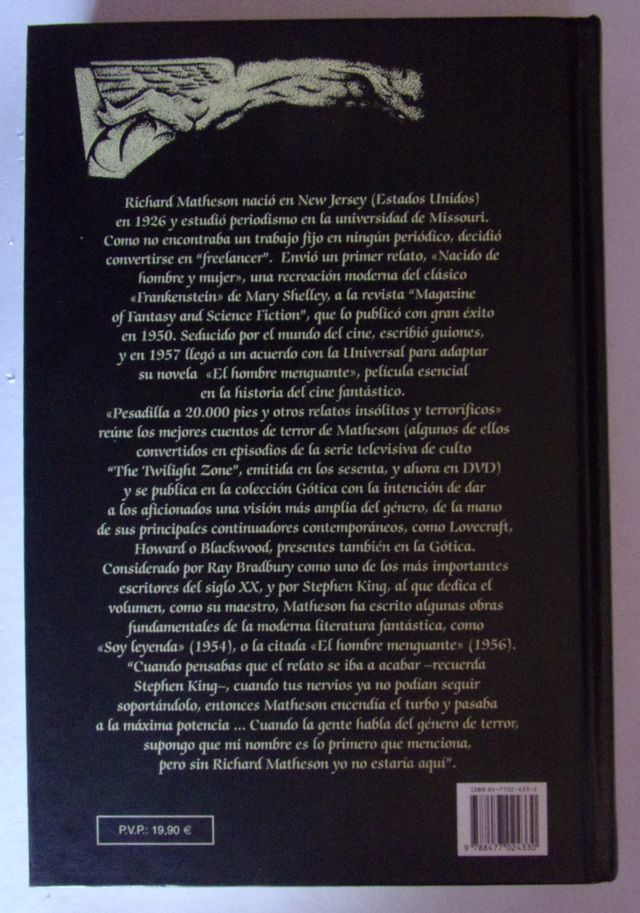 Richard Matheson nació en New Jersey (Estados Unidos)
en 1926 y estudió periodismo en la universidad de Missouri.
Como no encontraba un trabajo fijo en ningún periódico, decidió
convertirse en "freelancer". Envió un primer relato, «Nacido de
hombre y mujer», una recreación moderna del clásico
«Frankenstein» de Mary Shelley, a la revista "Magazine
of Fantasy and Science Fiction", que lo publicó con gran éxito
en 1950. Seducido por el mundo del cine, escribió guiones,
y en 1957 llegó a un acuerdo con la Universal para adaptar
su novela «El hombre menguante», película esencial
en la historia del cine fantástico.
«Pesadilla a 20.000 pies y otros relatos insólitos y terroríficos»
reúne los mejores cuentos de terror de Matheson (algunos de ellos
convertidos en episodios de la serie televisiva de culto
"The Twilight Zone", emitida en los sesenta, y ahora en DVD)
y se publica en la colección Gótica con la intención de dar
a los aficionados una visión más amplia del género, de la mano
de sus principales continuadores contemporáneos, como Lovecraft,
Howard o Blackwood, presentes también en la Gótica.
Considerado por Ray Bradbury como uno de los más importantes
escritores del siglo XX, y por Stephen King, al que dedica el
volumen, como su maestro, Matheson ha escrito algunas obras
fundamentales de la moderna literatura fantástica, como
«Soy leyenda» (1954), o la citada «El hombre menguante» (1956).
"Cuando pensabas que el relato se iba a acabar –recuerda
Stephen King–, cuando tus nervios ya no podían seguir
soportándolo, entonces Matheson encendía el turbo y pasaba
a la máxima potencia ... Cuando la gente habla del género de terror,
supongo que mi nombre es lo primero que menciona,
pero sin Richard Matheson yo no estaría aquí".
ISBN 84-7702-433-2
P.V.P.: 19,90 €
9 788477 024330